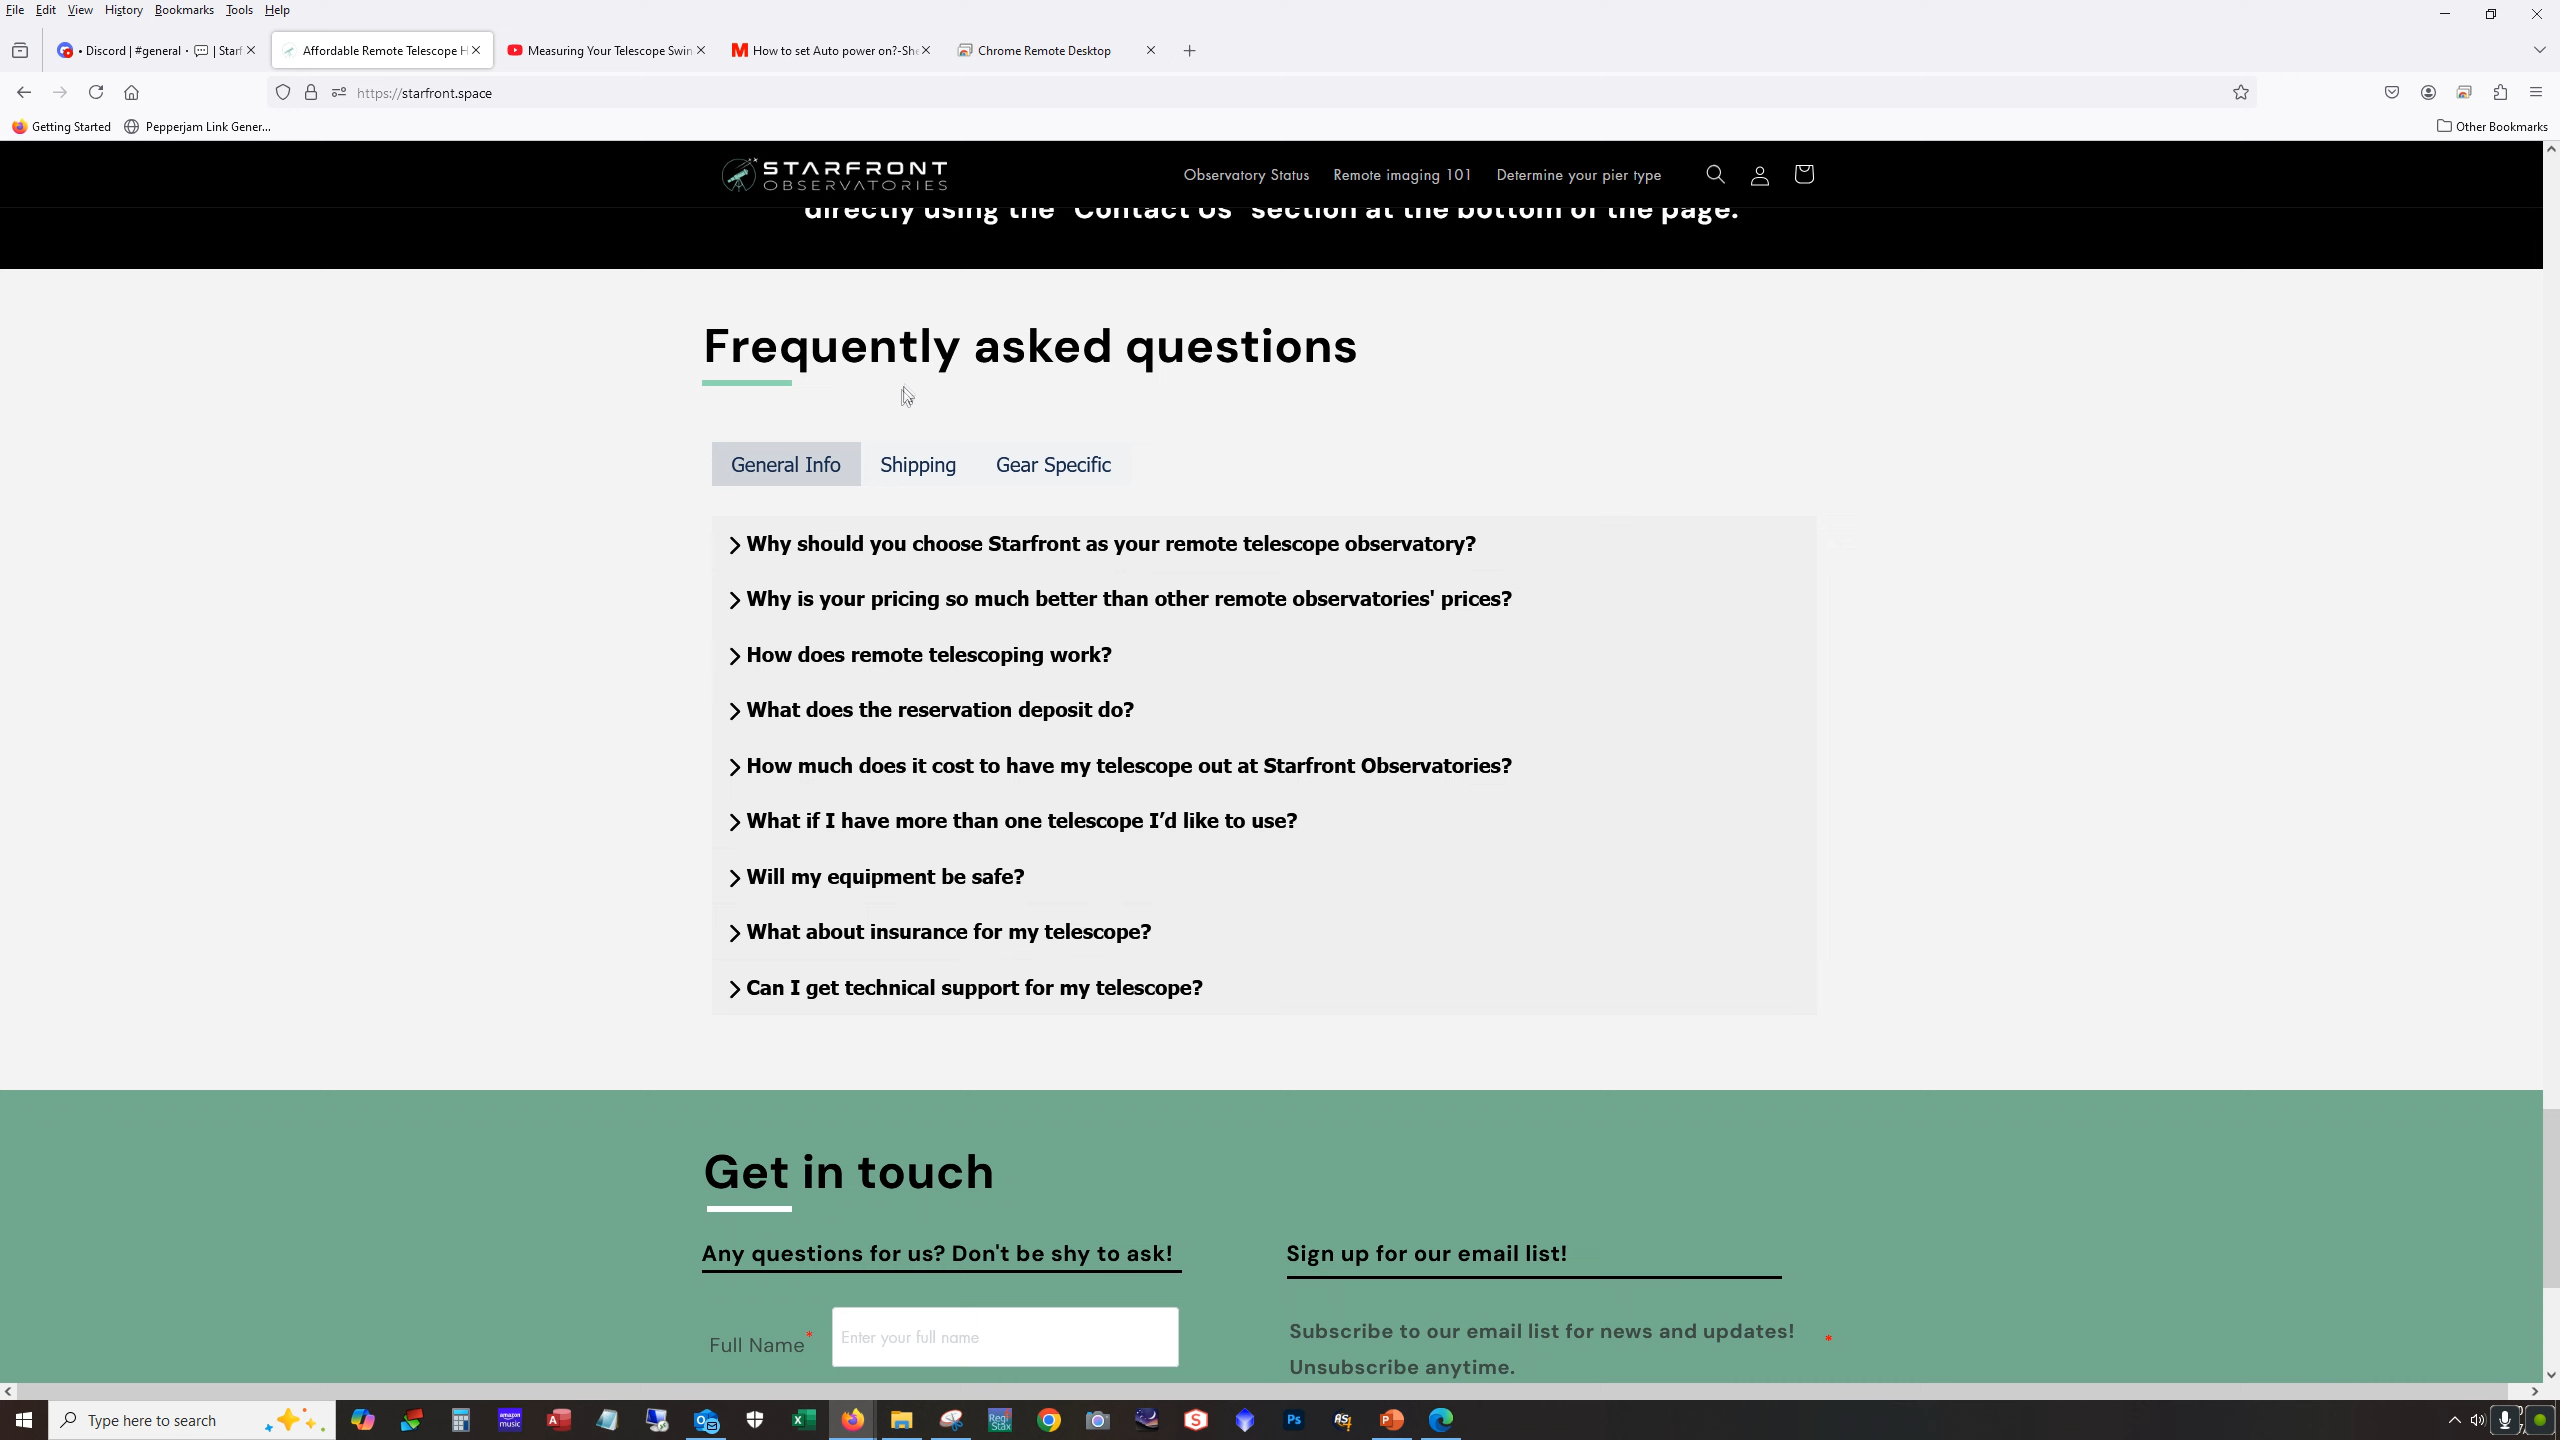 File Edit View History Bookmarks Tools Help
• Discord | #general • | Starf
Affordable Remote Telescope H
Measuring Your Telescope Swin
How to set Auto power on?-She
Chrome Remote Desktop
https://starfront.space
Getting Started
Pepperjam Link Gener...
Other Bookmarks
STARFRONT
OBSERVATORIES
Observatory Status
Remote imaging 101
Determine your pier type
directly using the "Contact Us" section at the bottom of the page.
Frequently asked questions
General Info
Shipping
Gear Specific
Why should you choose Starfront as your remote telescope observatory?
Why is your pricing so much better than other remote observatories' prices?
How does remote telescoping work?
What does the reservation deposit do?
How much does it cost to have my telescope out at Starfront Observatories?
What if I have more than one telescope I’d like to use?
Will my equipment be safe?
What about insurance for my telescope?
Can I get technical support for my telescope?
Get in touch
Any questions for us? Don't be shy to ask!
Sign up for our email list!
Full Name*
Enter your full name
Subscribe to our email list for news and updates! *
Unsubscribe anytime.
Type here to search